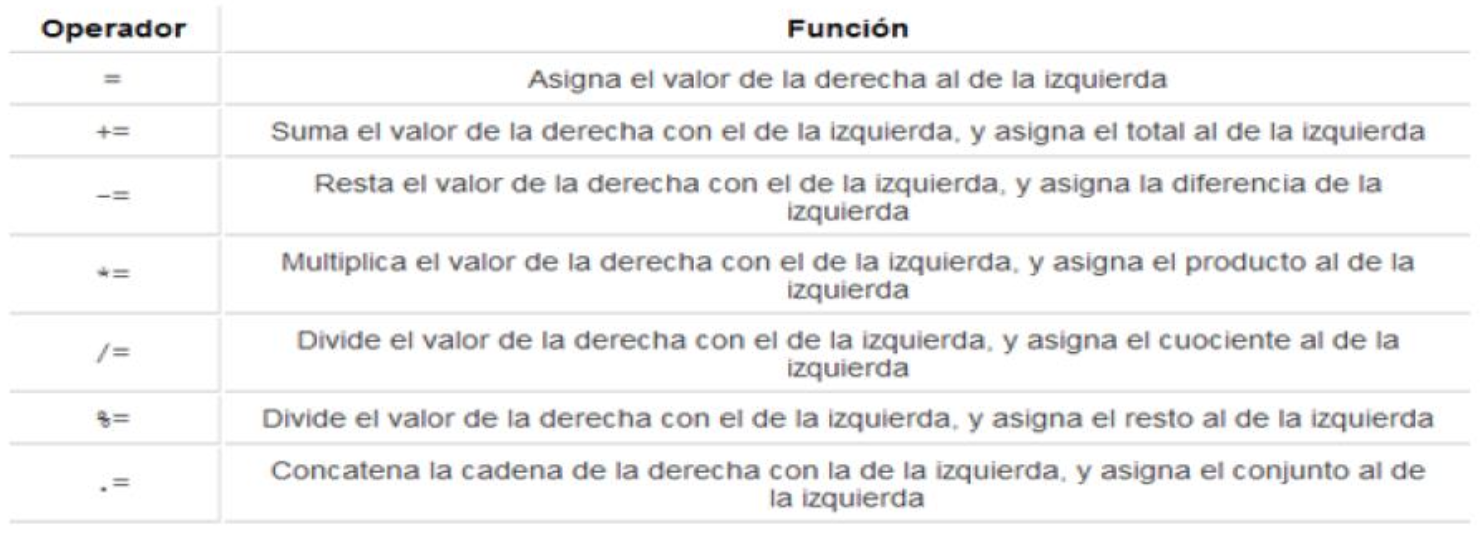 Operador Función
= Asigna el valor de la derecha al de la izquierda
+= Suma el valor de la derecha con el de la izquierda, y asigna el total al de la izquierda
-= Resta el valor de la derecha con el de la izquierda, y asigna la diferencia de la
izquierda
*= Multiplica el valor de la derecha con el de la izquierda, y asigna el producto al de la
izquierda
/= Divide el valor de la derecha con el de la izquierda, y asigna el cuociente al de la
izquierda
%= Divide el valor de la derecha con el de la izquierda, y asigna el resto al de la izquierda
.= Concatena la cadena de la derecha con la de la izquierda, y asigna el conjunto al de
la izquierda